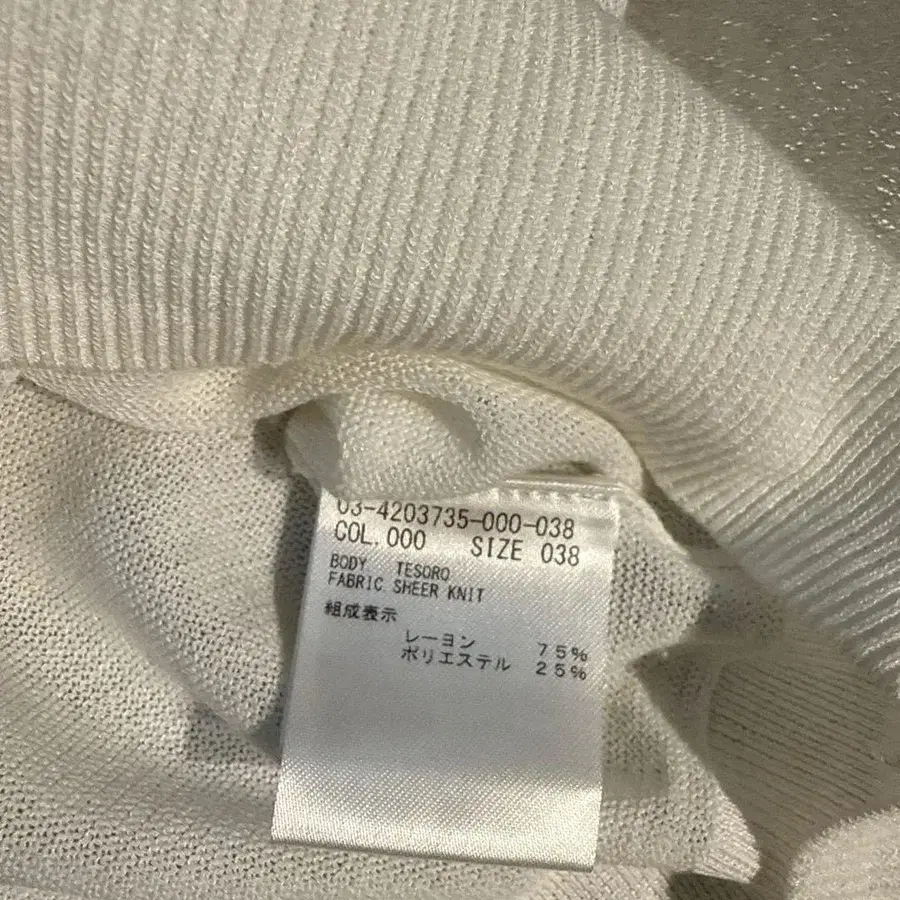 03-4203735-000-038
COL.000 SIZE 038
BODY TESORO
FABRIC SHEER KNIT
組成表示
レーヨン 75%
ポリエステル 25%